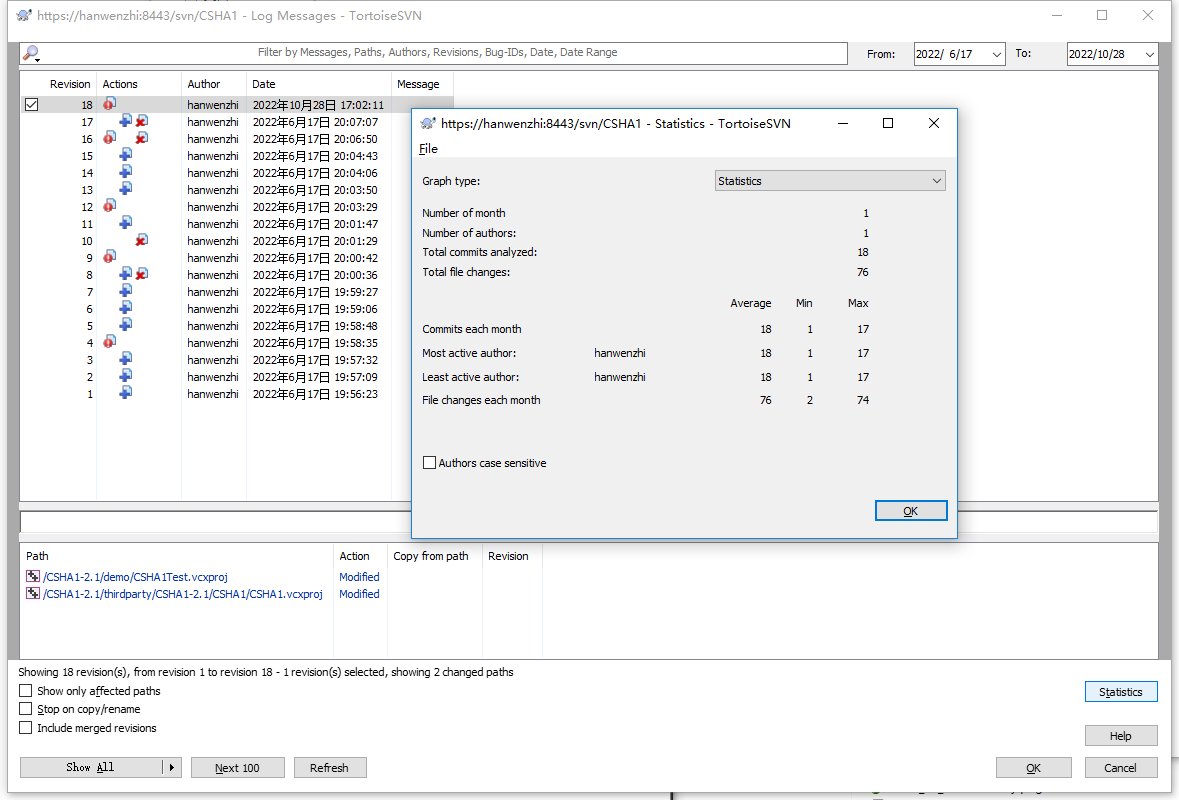 https://hanwenzhi:8443/svn/CSHA1 - Log Messages - TortoiseSVN
Filter by Messages, Paths, Authors, Revisions, Bug-IDs, Date, Date Range
From: 2022/ 6/17 To: 2022/10/28
Revision Actions Author Date Message
18 hanwenzhi 2022年10月28日 17:02:11
17 hanwenzhi 2022年6月17日 20:07:07
16 hanwenzhi 2022年6月17日 20:06:50
15 hanwenzhi 2022年6月17日 20:04:43
14 hanwenzhi 2022年6月17日 20:04:06
13 hanwenzhi 2022年6月17日 20:03:50
12 hanwenzhi 2022年6月17日 20:03:29
11 hanwenzhi 2022年6月17日 20:01:47
10 hanwenzhi 2022年6月17日 20:01:29
9 hanwenzhi 2022年6月17日 20:00:42
8 hanwenzhi 2022年6月17日 20:00:36
7 hanwenzhi 2022年6月17日 19:59:27
6 hanwenzhi 2022年6月17日 19:59:06
5 hanwenzhi 2022年6月17日 19:58:48
4 hanwenzhi 2022年6月17日 19:58:35
3 hanwenzhi 2022年6月17日 19:57:32
2 hanwenzhi 2022年6月17日 19:57:09
1 hanwenzhi 2022年6月17日 19:56:23
https://hanwenzhi:8443/svn/CSHA1 - Statistics - TortoiseSVN
File
Graph type: Statistics
Number of month 1
Number of authors: 1
Total commits analyzed: 18
Total file changes: 76
Average Min Max
Commits each month 18 1 17
Most active author: hanwenzhi 18 1 17
Least active author: hanwenzhi 18 1 17
File changes each month 76 2 74
Authors case sensitive
OK
Path Action Copy from path Revision
/CSHA1-2.1/demo/CSHA1Test.vcxproj Modified
/CSHA1-2.1/thirdparty/CSHA1-2.1/CSHA1/CSHA1.vcxproj Modified
Showing 18 revision(s), from revision 1 to revision 18 - 1 revision(s) selected, showing 2 changed paths
Show only affected paths
Stop on copy/rename
Include merged revisions
Statistics
Help
Show All Next 100 Refresh OK Cancel